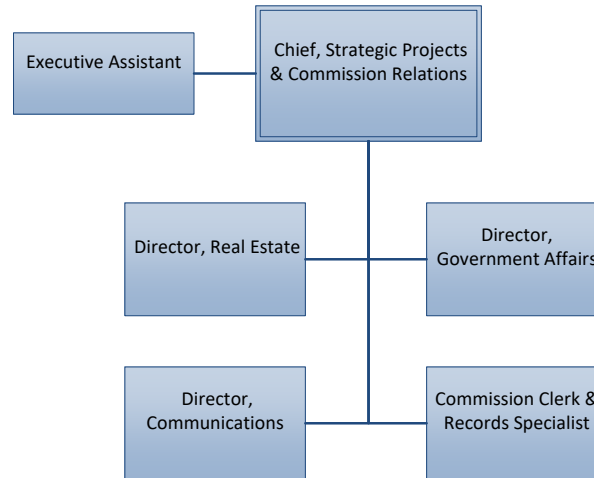 Executive Assistant
Chief, Strategic Projects
& Commission Relations
Director, Real Estate
Director,
Government Affairs
Director,
Communications
Commission Clerk &
Records Specialist